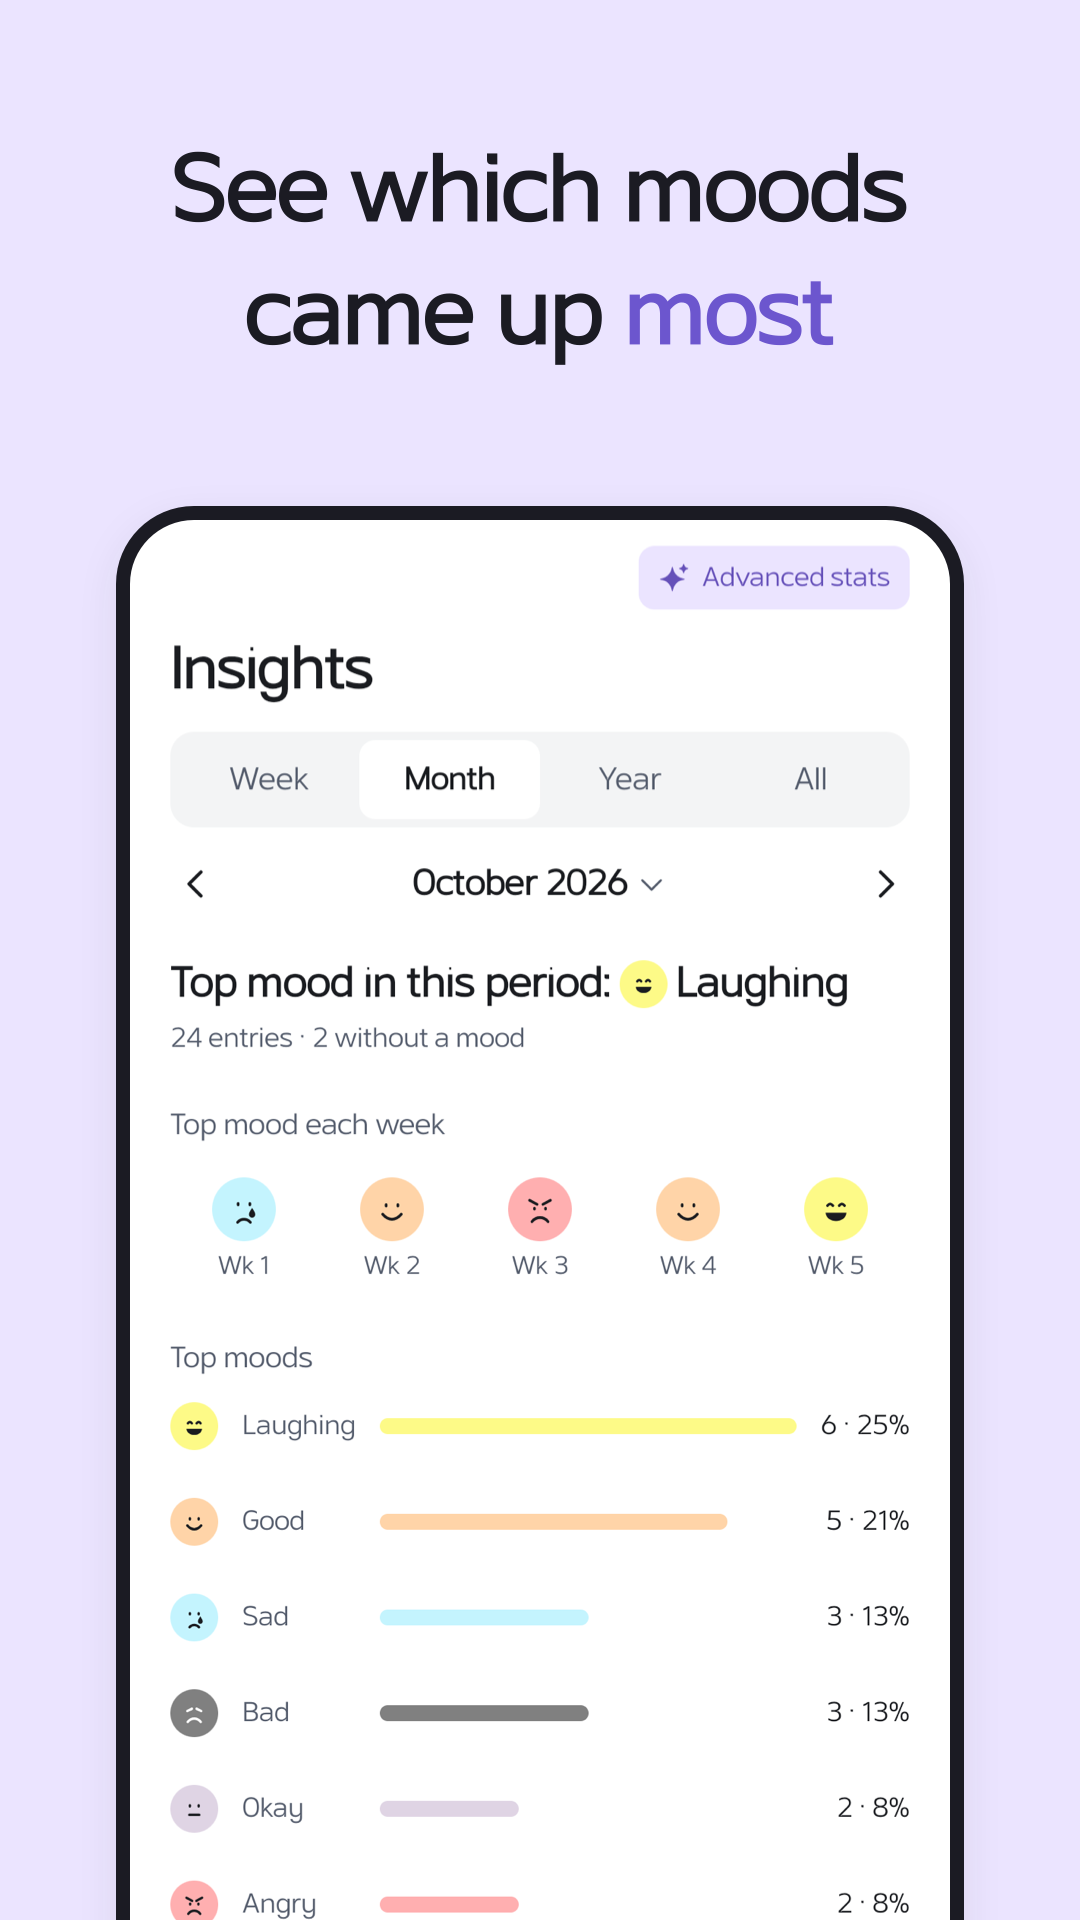 See which moods
came up most
Advanced stats
Insights
Week Month Year All
October 2026
Top mood in this period: Laughing
24 entries · 2 without a mood
Top mood each week
Wk 1 Wk 2 Wk 3 Wk 4 Wk 5
Top moods
Laughing 6 · 25%
Good 5 · 21%
Sad 3 · 13%
Bad 3 · 13%
Okay 2 · 8%
Angry 2 · 8%